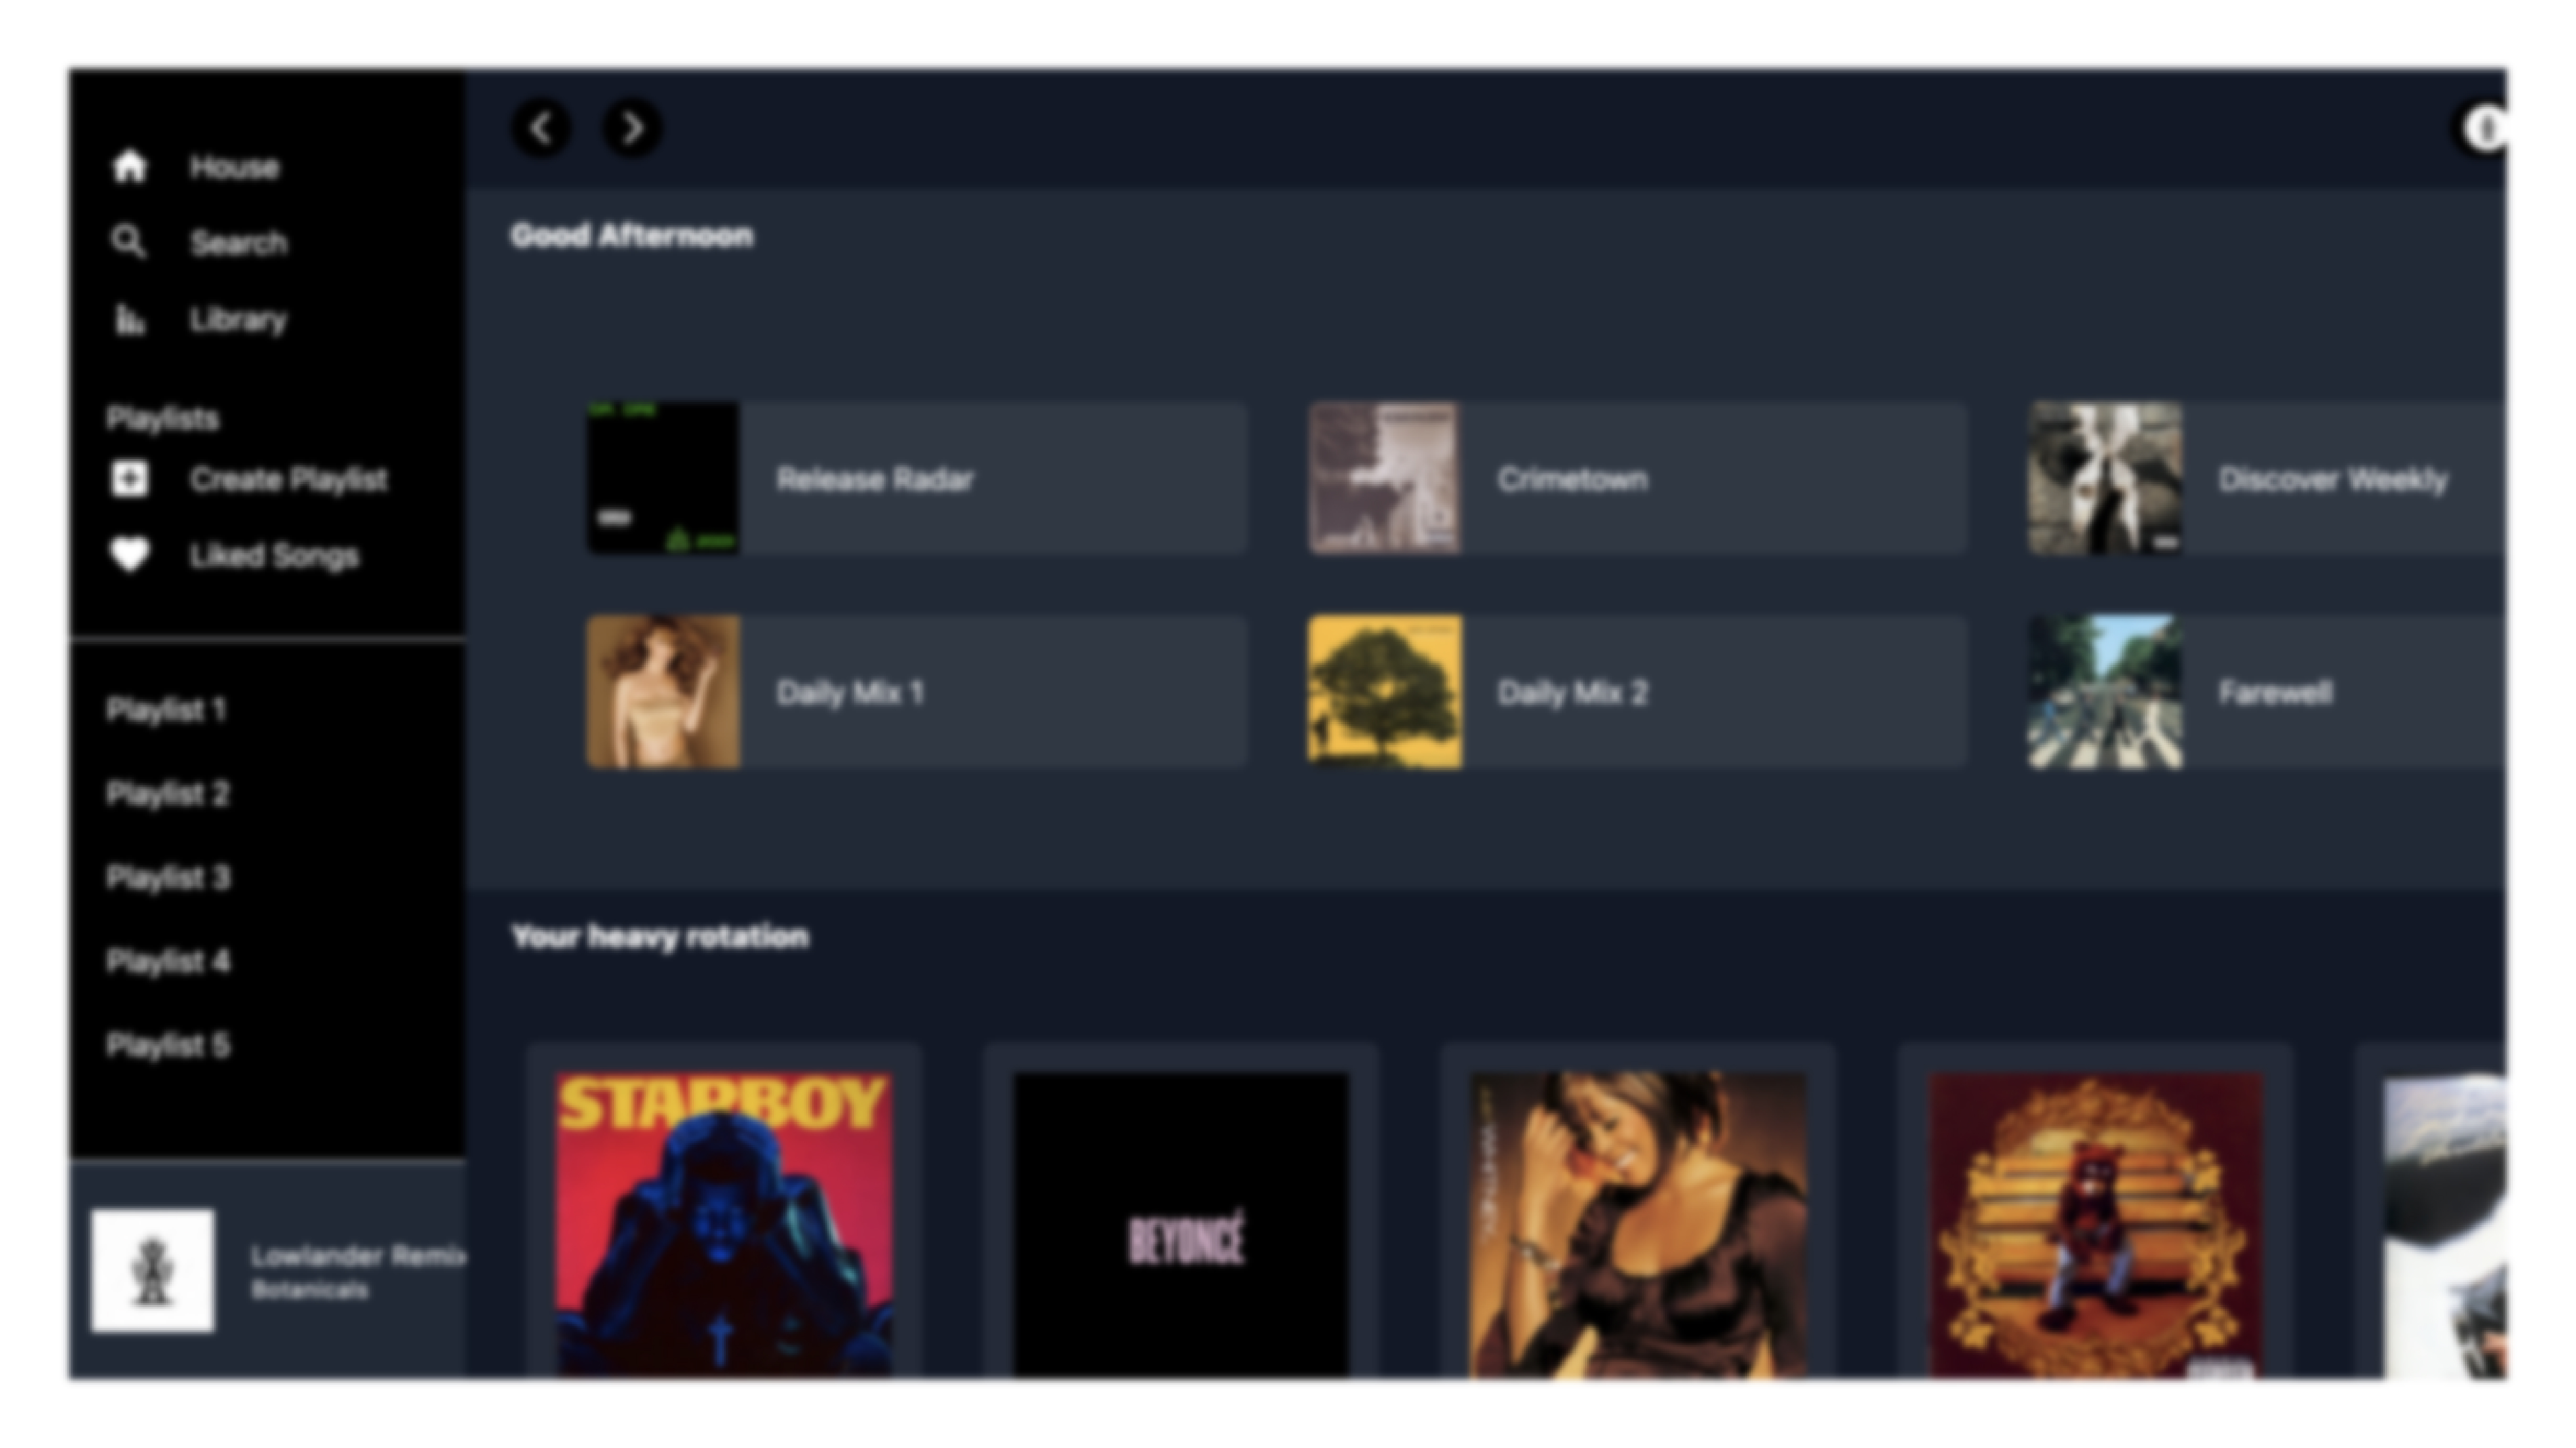 House
Search
Library
Playlists
Create Playlist
Liked Songs
Playlist 1
Playlist 2
Playlist 3
Playlist 4
Playlist 5
Lowlander Remix
Botanicals
Good Afternoon
Release Radar
Crimetown
Discover Weekly
Daily Mix 1
Daily Mix 2
Farewell
Your heavy rotation
STARBOY
BEYONCÉ